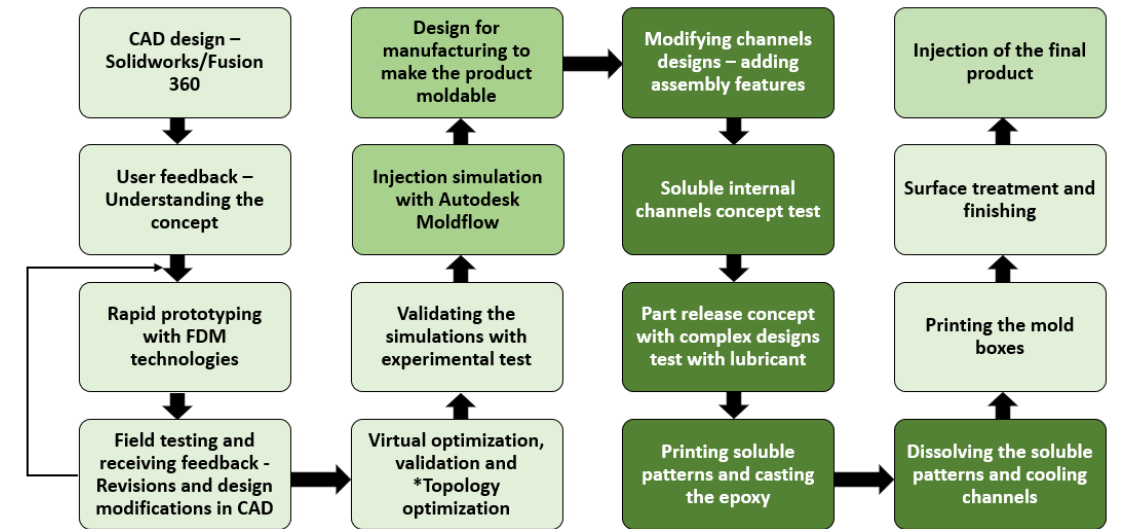 CAD design –
Solidworks/Fusion
360
User feedback –
Understanding the
concept
Rapid prototyping
with FDM
technologies
Field testing and
receiving feedback -
Revisions and design
modifications in CAD
Virtual optimization,
validation and
*Topology
optimization
Validating the
simulations with
experimental test
Injection simulation
with Autodesk
Moldflow
Design for
manufacturing to
make the product
moldable
Modifying channels
designs – adding
assembly features
Soluble internal
channels concept test
Part release concept
with complex designs
test with lubricant
Printing soluble
patterns and casting
the epoxy
Dissolving the soluble
patterns and cooling
channels
Printing the mold
boxes
Surface treatment and
finishing
Injection of the final
product